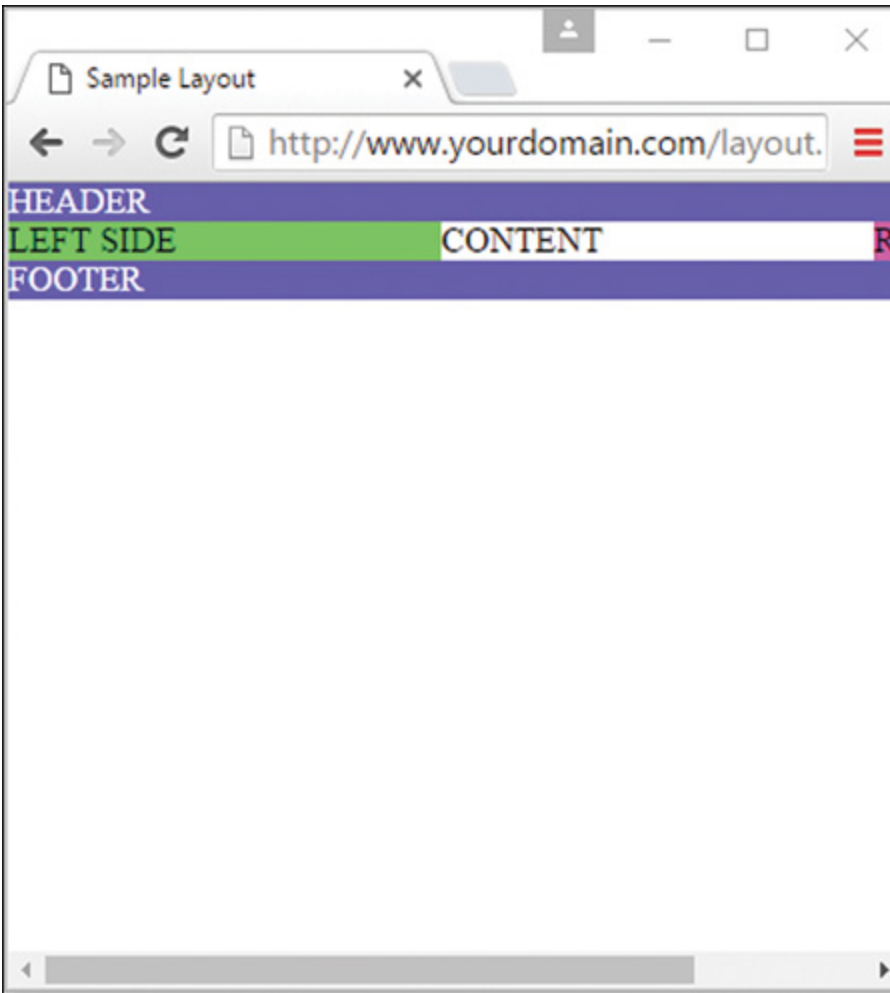 Sample Layout
http://www.yourdomain.com/layout.
HEADER
LEFT SIDE CONTENT R
FOOTER